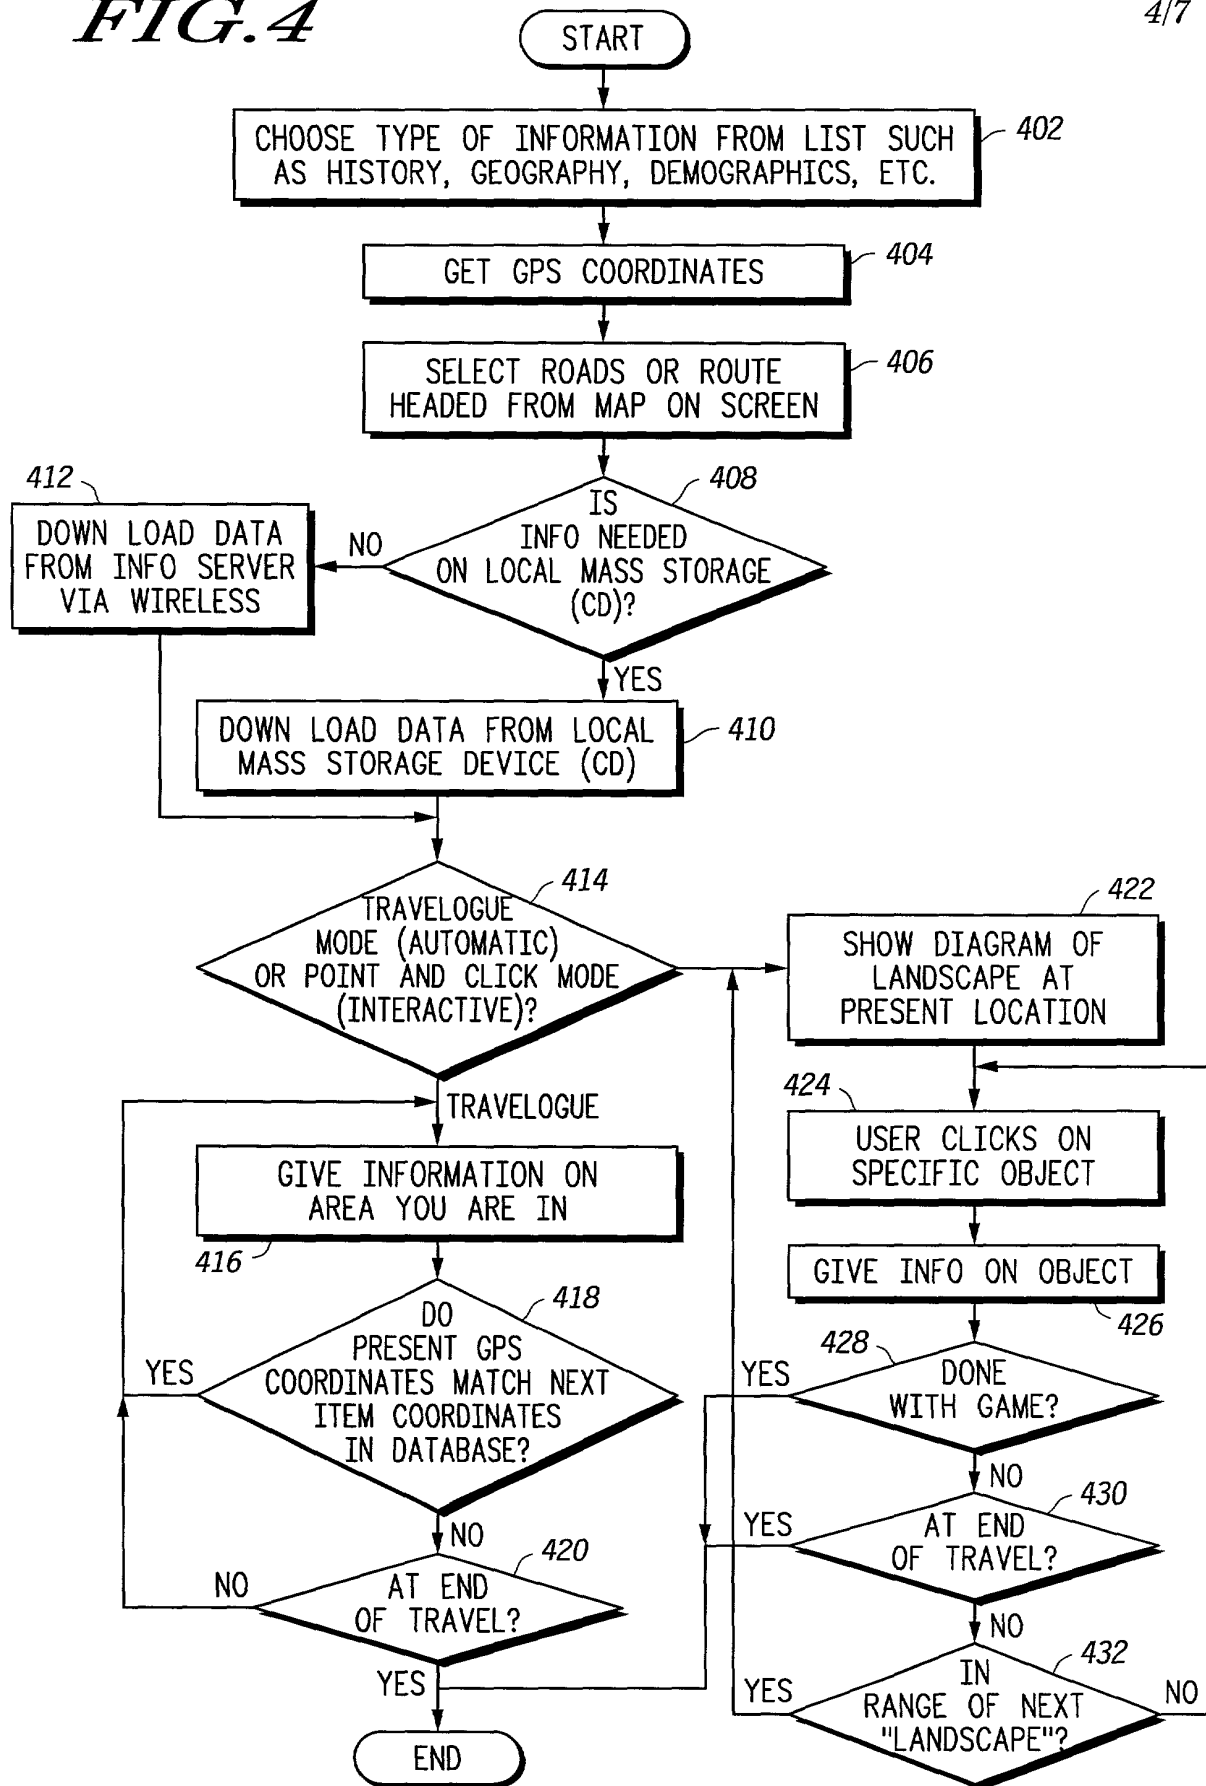 FIG.4
4/7
START
CHOOSE TYPE OF INFORMATION FROM LIST SUCH
AS HISTORY, GEOGRAPHY, DEMOGRAPHICS, ETC.
402
GET GPS COORDINATES
404
SELECT ROADS OR ROUTE
HEADED FROM MAP ON SCREEN
406
412
DOWN LOAD DATA
FROM INFO SERVER
VIA WIRELESS
NO
408
IS
INFO NEEDED
ON LOCAL MASS STORAGE
(CD)?
YES
DOWN LOAD DATA FROM LOCAL
MASS STORAGE DEVICE (CD)
410
414
TRAVELOGUE
MODE (AUTOMATIC)
OR POINT AND CLICK MODE
(INTERACTIVE)?
TRAVELOGUE
GIVE INFORMATION ON
AREA YOU ARE IN
416
418
DO
PRESENT GPS
COORDINATES MATCH NEXT
ITEM COORDINATES
IN DATABASE?
YES
NO
420
AT END
OF TRAVEL?
NO
YES
END
422
SHOW DIAGRAM OF
LANDSCAPE AT
PRESENT LOCATION
424
USER CLICKS ON
SPECIFIC OBJECT
GIVE INFO ON OBJECT
426
428
DONE
WITH GAME?
YES
NO
430
AT END
OF TRAVEL?
YES
NO
432
IN
RANGE OF NEXT
"LANDSCAPE"?
YES
NO